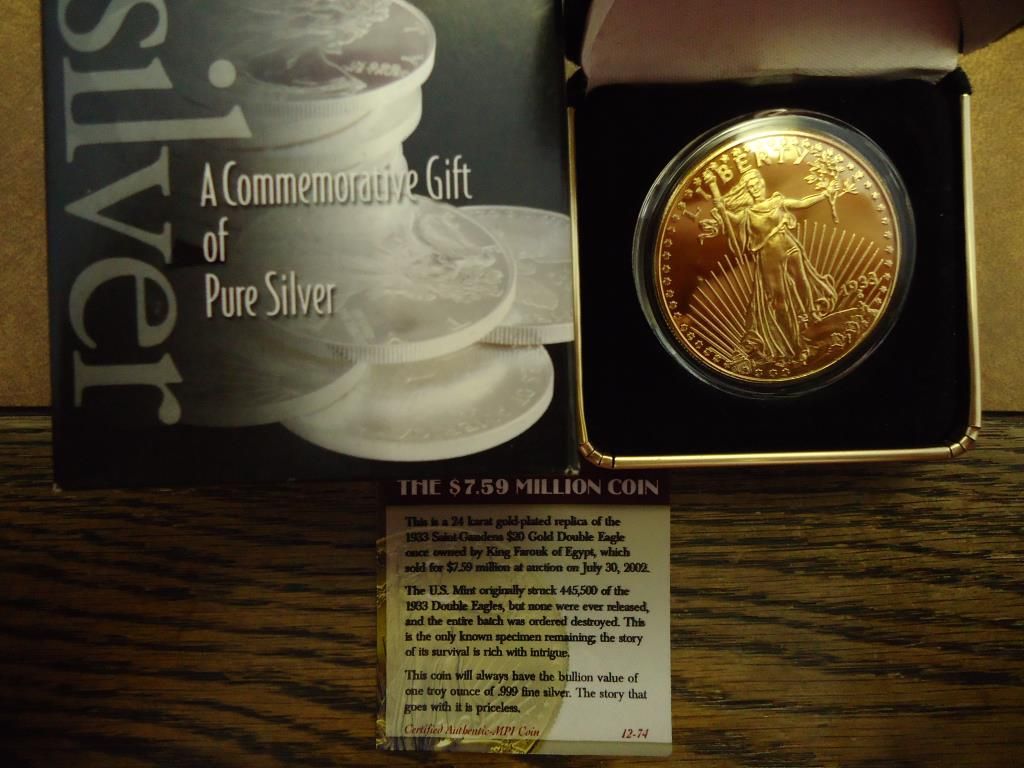 silver
A Commemorative Gift
of
Pure Silver
LIBERTY
1933
THE $7.59 MILLION COIN
This is a 24 karat gold-plated replica of the
1933 Saint-Gaudens $20 Gold Double Eagle
once owned by King Farouk of Egypt, which
sold for $7.59 million at auction on July 30, 2002.
The U.S. Mint originally struck 445,500 of the
1933 Double Eagles, but none were ever released,
and the entire batch was ordered destroyed. This
is the only known specimen remaining; the story
of its survival is rich with intrigue.
This coin will always have the bullion value of
one troy ounce of .999 fine silver. The story that
goes with it is priceless.
Certified Authentic-MPI Coin 12-74